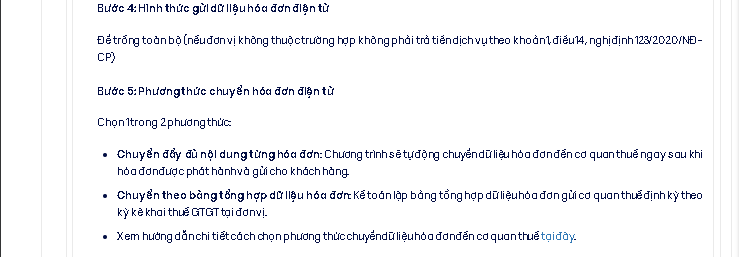 Bước 4: Hình thức gửi dữ liệu hóa đơn điện tử
Để trống toàn bộ (nếu đơn vị không thuộc trường hợp không phải trả tiền dịch vụ theo khoản 1, điều 14, nghị định 123/2020/NĐ-
CP)
Bước 5: Phương thức chuyển hóa đơn điện tử
Chọn 1 trong 2 phương thức:
• Chuyển đầy đủ nội dung từng hóa đơn: Chương trình sẽ tự động chuyển dữ liệu hóa đơn đến cơ quan thuế ngay sau khi
hóa đơn được phát hành và gửi cho khách hàng.
• Chuyển theo bảng tổng hợp dữ liệu hóa đơn: Kế toán lập bảng tổng hợp dữ liệu hóa đơn gửi cơ quan thuế định kỳ theo
kỳ kê khai thuế GTGT tại đơn vị.
• Xem hướng dẫn chi tiết cách chọn phương thức chuyển dữ liệu hóa đơn đến cơ quan thuế tại đây.